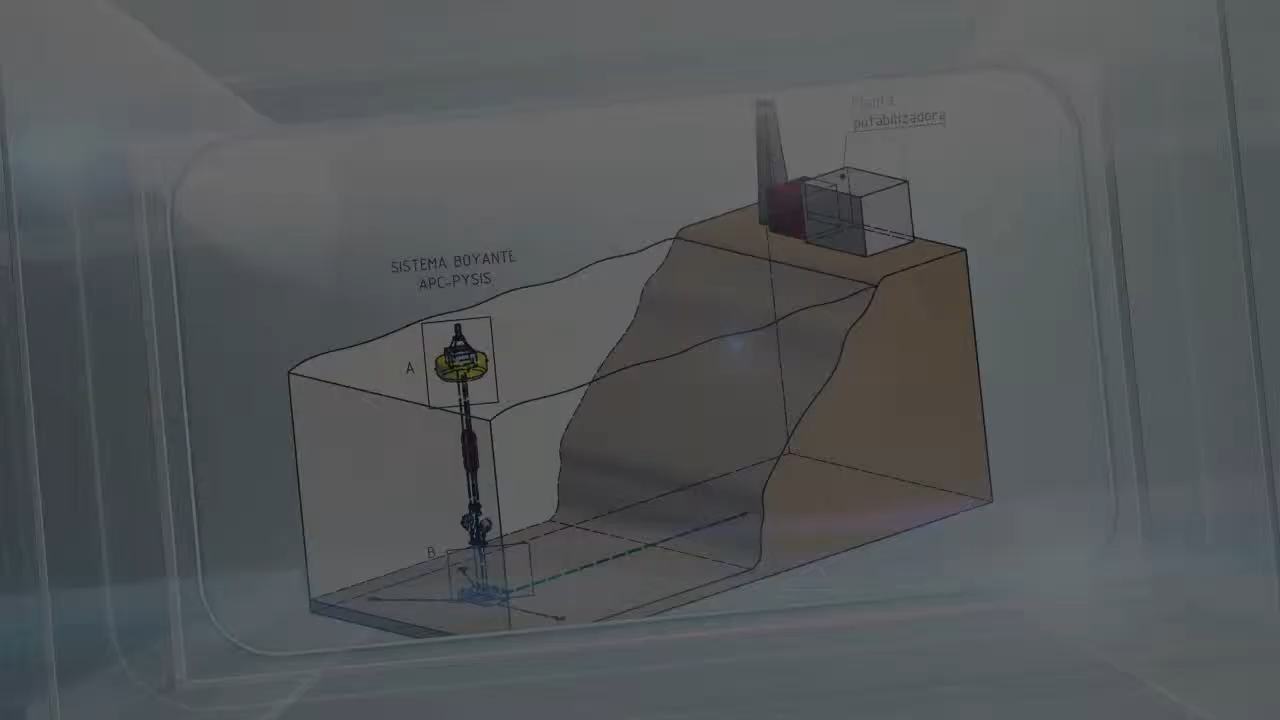 Planta
potabilizadora
SISTEMA BOYANTE
APC-PYSIS
A
B